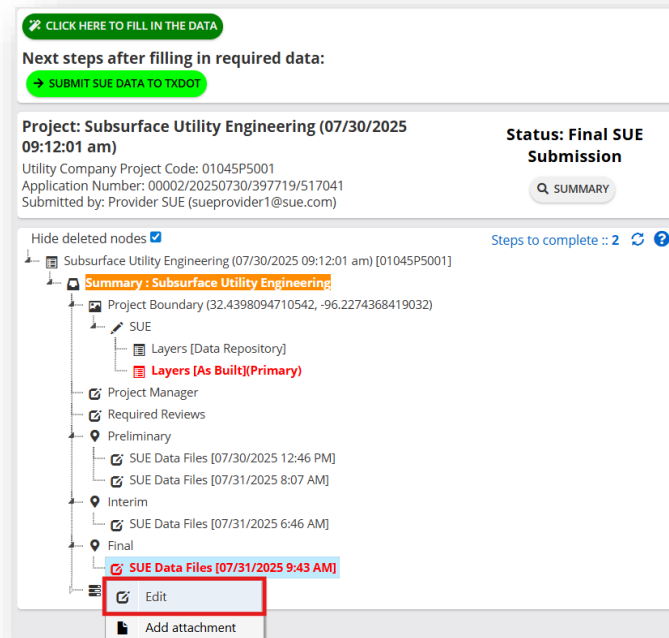 CLICK HERE TO FILL IN THE DATA
Next steps after filling in required data:
SUBMIT SUE DATA TO TXDOT
Project: Subsurface Utility Engineering (07/30/2025
09:12:01 am)
Utility Company Project Code: 01045P5001
Application Number: 00002/20250730/397719/517041
Submitted by: Provider SUE (sueprovider1@sue.com)
Status: Final SUE
Submission
SUMMARY
Hide deleted nodes
Steps to complete :: 2
Surface Utility Engineering (07/30/2025 09:12:01 am) [01045P5001]
Summary : Subsurface Utility Engineering
Project Boundary (32.4398094710542, -96.2274368419032)
SUE
Layers [Data Repository]
Layers [As Built](Primary)
Project Manager
Required Reviews
Preliminary
SUE Data Files [07/30/2025 12:46 PM]
SUE Data Files [07/31/2025 8:07 AM]
Interim
SUE Data Files [07/31/2025 6:46 AM]
Final
SUE Data Files [07/31/2025 9:43 AM]
Edit
Add attachment